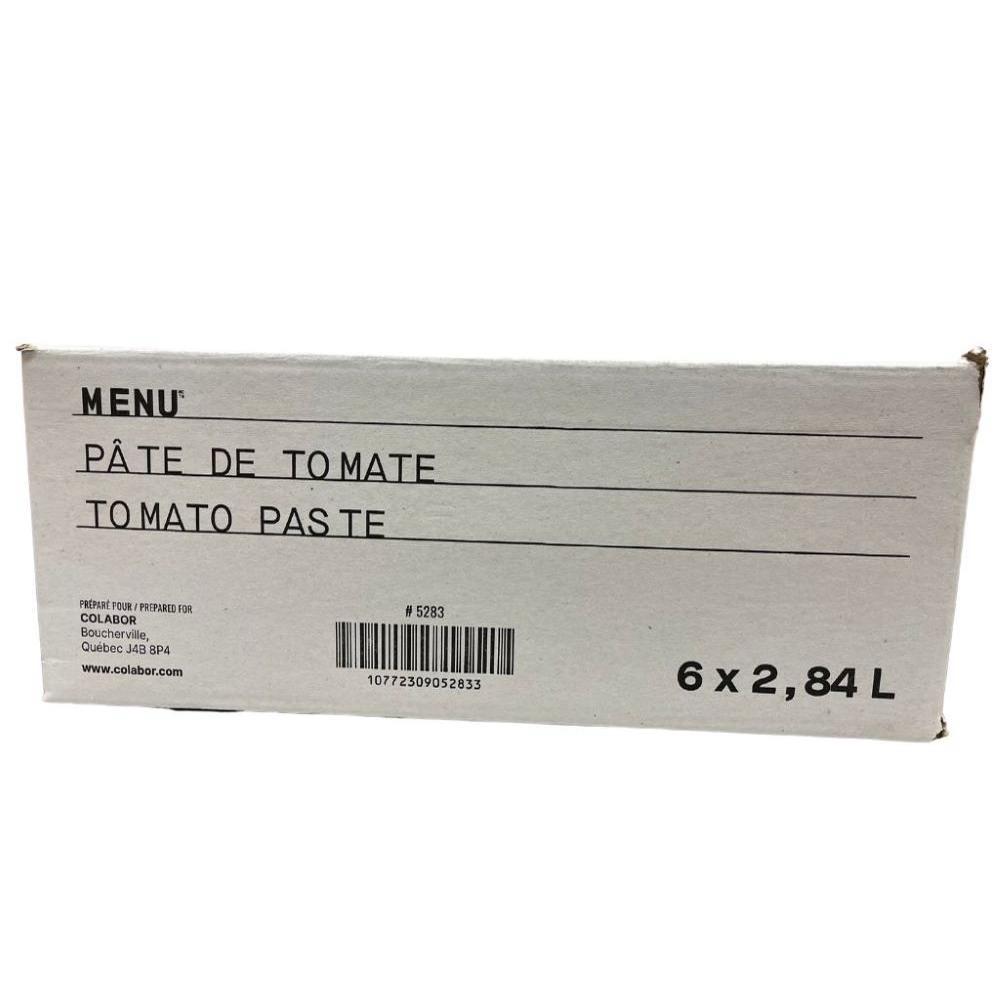 MENU
PÂTE DE TOMATE
TOMATO PASTE
PRÉPARÉ POUR / PREPARED FOR
COLABOR
Boucherville,
Québec J4B 8P4
www.colabor.com
# 5283
10772309052833
6 x 2,84 L